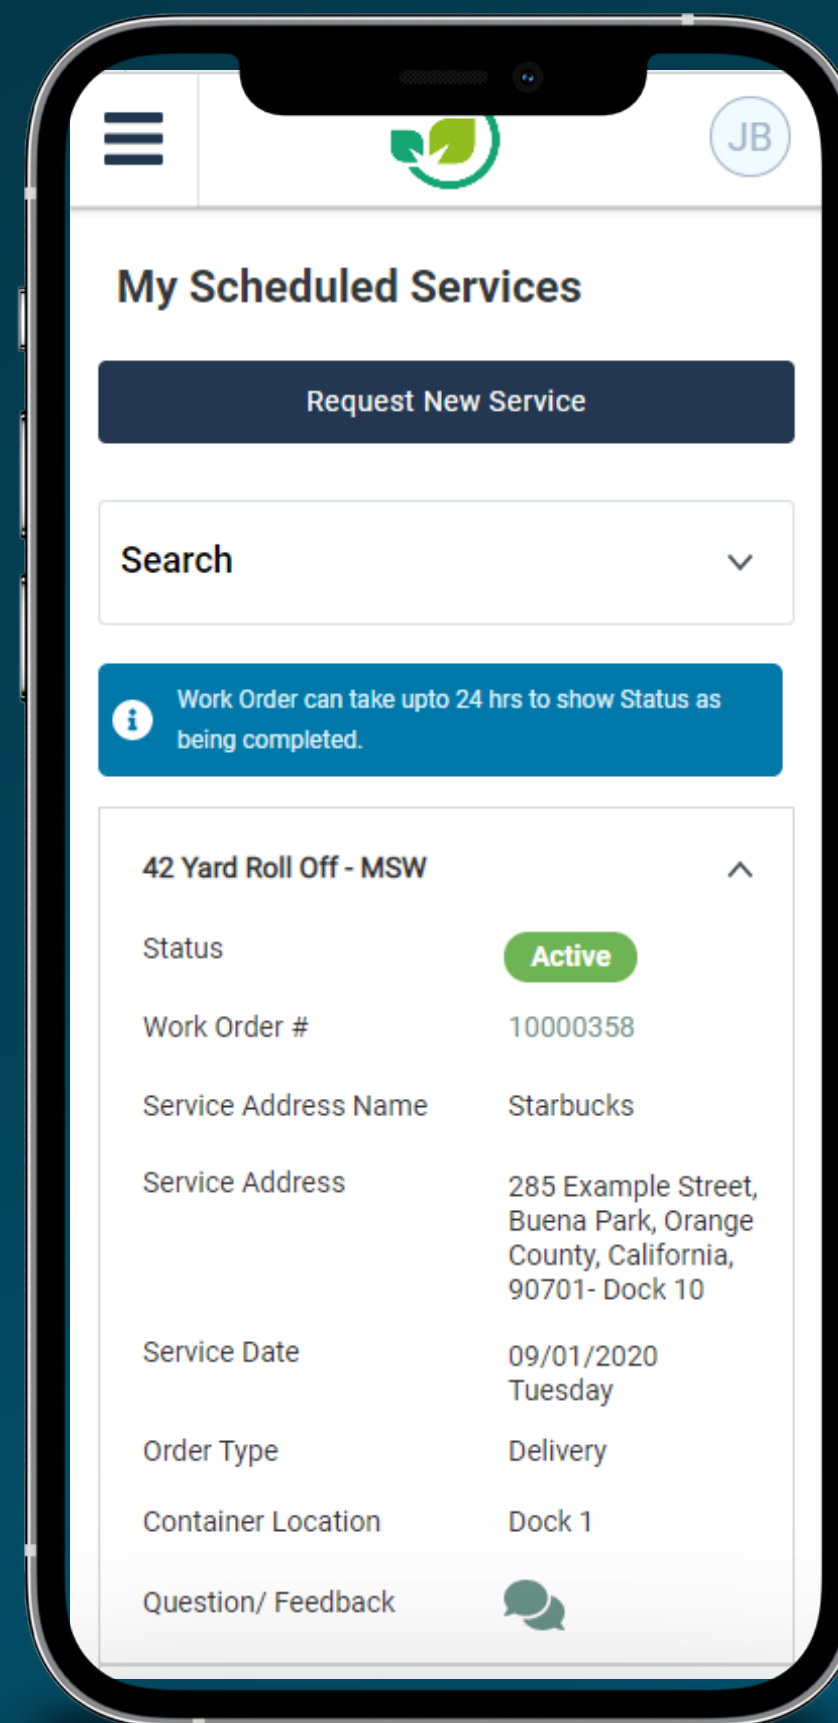 JB
My Scheduled Services
Request New Service
Search
Work Order can take upto 24 hrs to show Status as
being completed.
42 Yard Roll Off - MSW
Status Active
Work Order # 10000358
Service Address Name Starbucks
Service Address 285 Example Street,
Buena Park, Orange
County, California,
90701- Dock 10
Service Date 09/01/2020
Tuesday
Order Type Delivery
Container Location Dock 1
Question/ Feedback